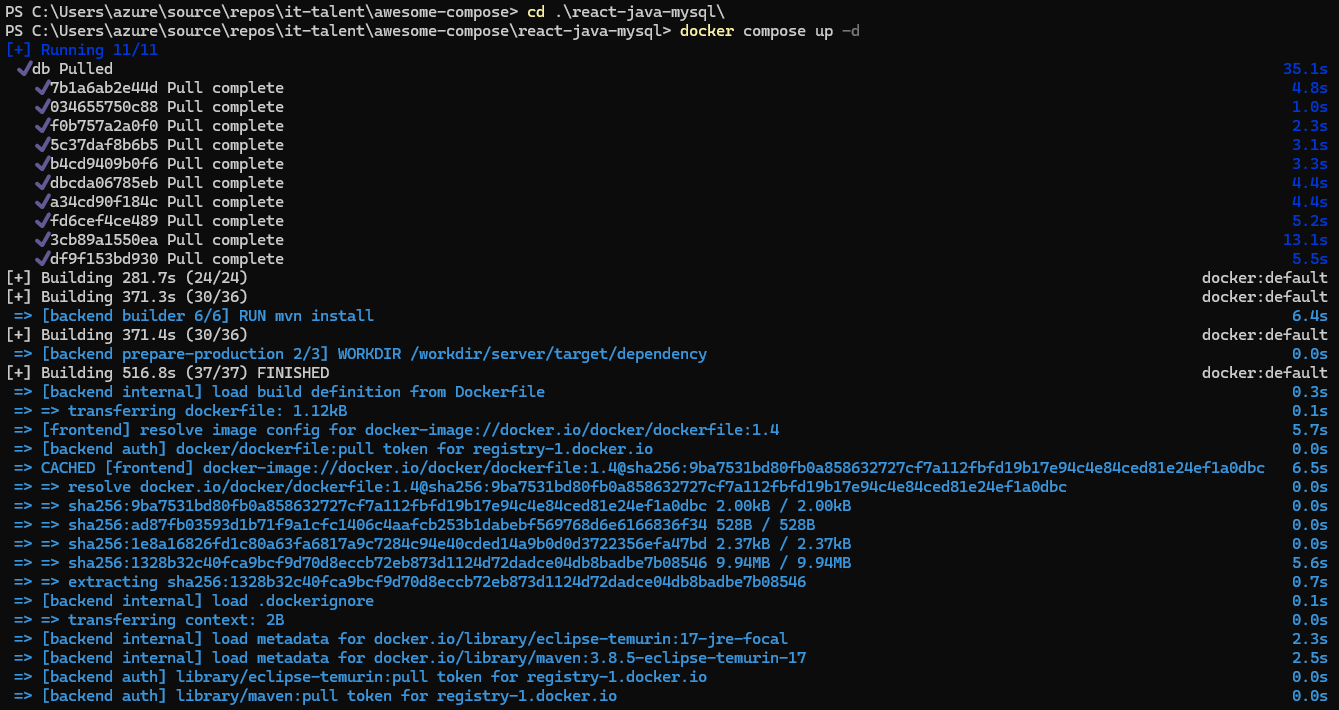 PS C:\Users\azure\source\repos\it-talent\awesome-compose> cd .\react-java-mysql\
PS C:\Users\azure\source\repos\it-talent\awesome-compose\react-java-mysql> docker compose up -d
[+] Running 11/11
✔db Pulled 35.1s
✔7b1a6ab2e44d Pull complete 4.8s
✔034655750c88 Pull complete 1.0s
✔f0b757a2a0f0 Pull complete 2.3s
✔5c37daf8b6b5 Pull complete 3.1s
✔b4cd9409b0f6 Pull complete 3.3s
✔dbcda06785eb Pull complete 4.4s
✔a34cd90f184c Pull complete 4.4s
✔fd6cef4ce489 Pull complete 5.2s
✔3cb89a1550ea Pull complete 13.1s
✔df9f153bd930 Pull complete 5.5s
[+] Building 281.7s (24/24) docker:default
[+] Building 371.3s (30/36) docker:default
=> [backend builder 6/6] RUN mvn install 6.4s
[+] Building 371.4s (30/36) docker:default
=> [backend prepare-production 2/3] WORKDIR /workdir/server/target/dependency 0.0s
[+] Building 516.8s (37/37) FINISHED docker:default
=> [backend internal] load build definition from Dockerfile 0.3s
=> => transferring dockerfile: 1.12kB 0.1s
=> [frontend] resolve image config for docker-image://docker.io/docker/dockerfile:1.4 5.7s
=> [backend auth] docker/dockerfile:pull token for registry-1.docker.io 0.0s
=> CACHED [frontend] docker-image://docker.io/docker/dockerfile:1.4@sha256:9ba7531bd80fb0a858632727cf7a112fbfd19b17e94c4e84ced81e24ef1a0dbc 6.5s
=> => resolve docker.io/docker/dockerfile:1.4@sha256:9ba7531bd80fb0a858632727cf7a112fbfd19b17e94c4e84ced81e24ef1a0dbc 0.0s
=> => sha256:9ba7531bd80fb0a858632727cf7a112fbfd19b17e94c4e84ced81e24ef1a0dbc 2.00kB / 2.00kB 0.0s
=> => sha256:ad87fb03593d1b71f9a1cfc1406c4aafcb253b1dabebf569768d6e6166836f34 528B / 528B 0.0s
=> => sha256:1e8a16826fd1c80a63fa6817a9c7284c94e40cded14a9b0d0d3722356efa47bd 2.37kB / 2.37kB 0.0s
=> => sha256:1328b32c40fca9bcf9d70d8eccb72eb873d1124d72dadce04db8badbe7b08546 9.94MB / 9.94MB 5.6s
=> => extracting sha256:1328b32c40fca9bcf9d70d8eccb72eb873d1124d72dadce04db8badbe7b08546 0.7s
=> [backend internal] load .dockerignore 0.1s
=> => transferring context: 2B 0.0s
=> [backend internal] load metadata for docker.io/library/eclipse-temurin:17-jre-focal 2.3s
=> [backend internal] load metadata for docker.io/library/maven:3.8.5-eclipse-temurin-17 2.5s
=> [backend auth] library/eclipse-temurin:pull token for registry-1.docker.io 0.0s
=> [backend auth] library/maven:pull token for registry-1.docker.io 0.0s